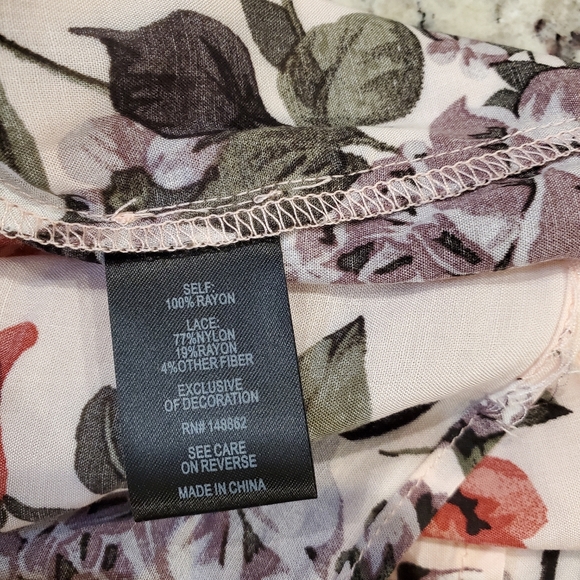 SELF:
100% RAYON
LACE:
77%NYLON
19%RAYON
4%OTHER FIBER
EXCLUSIVE
OF DECORATION
RN# 148862
SEE CARE
ON REVERSE
MADE IN CHINA